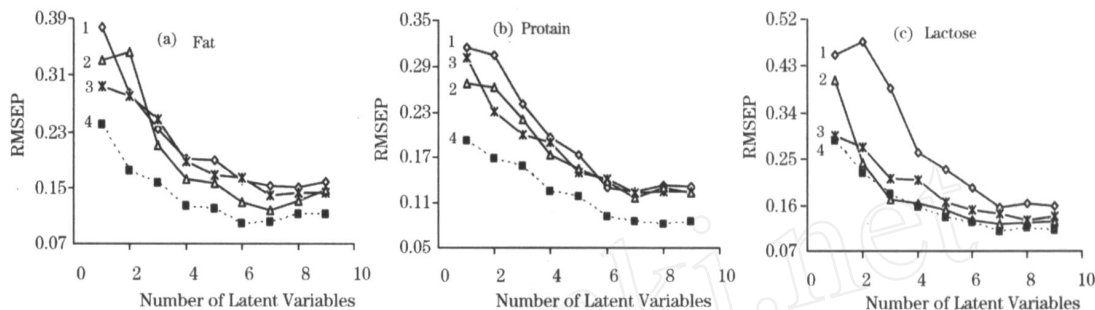 0.39
0.31
0.23
0.15
0.07
RMSEP
(a) Fat
1
2
3
4
0 2 4 6 8 10
Number of Latent Variables
0.35
0.29
0.23
0.17
0.11
0.05
RMSEP
(b) Protain
1
3
2
4
0 2 4 6 8 10
Number of Latent Variables
0.52
0.43
0.34
0.25
0.16
0.07
RMSEP
(c) Lactose
1
2
3
4
0 2 4 6 8 10
Number of Latent Variables